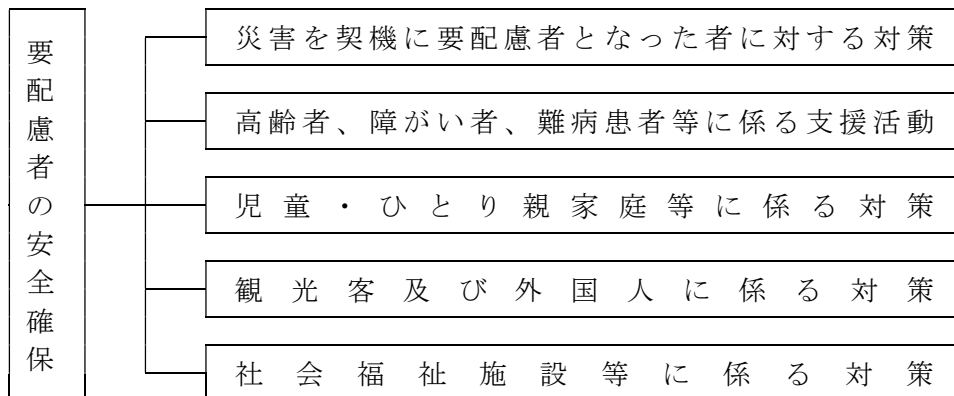 要配慮者の安全確保
災害を契機に要配慮者となった者に対する対策
高齢者、障がい者、難病患者等に係る支援活動
児童・ひとり親家庭等に係る対策
観光客及び外国人に係る対策
社会福祉施設等に係る対策